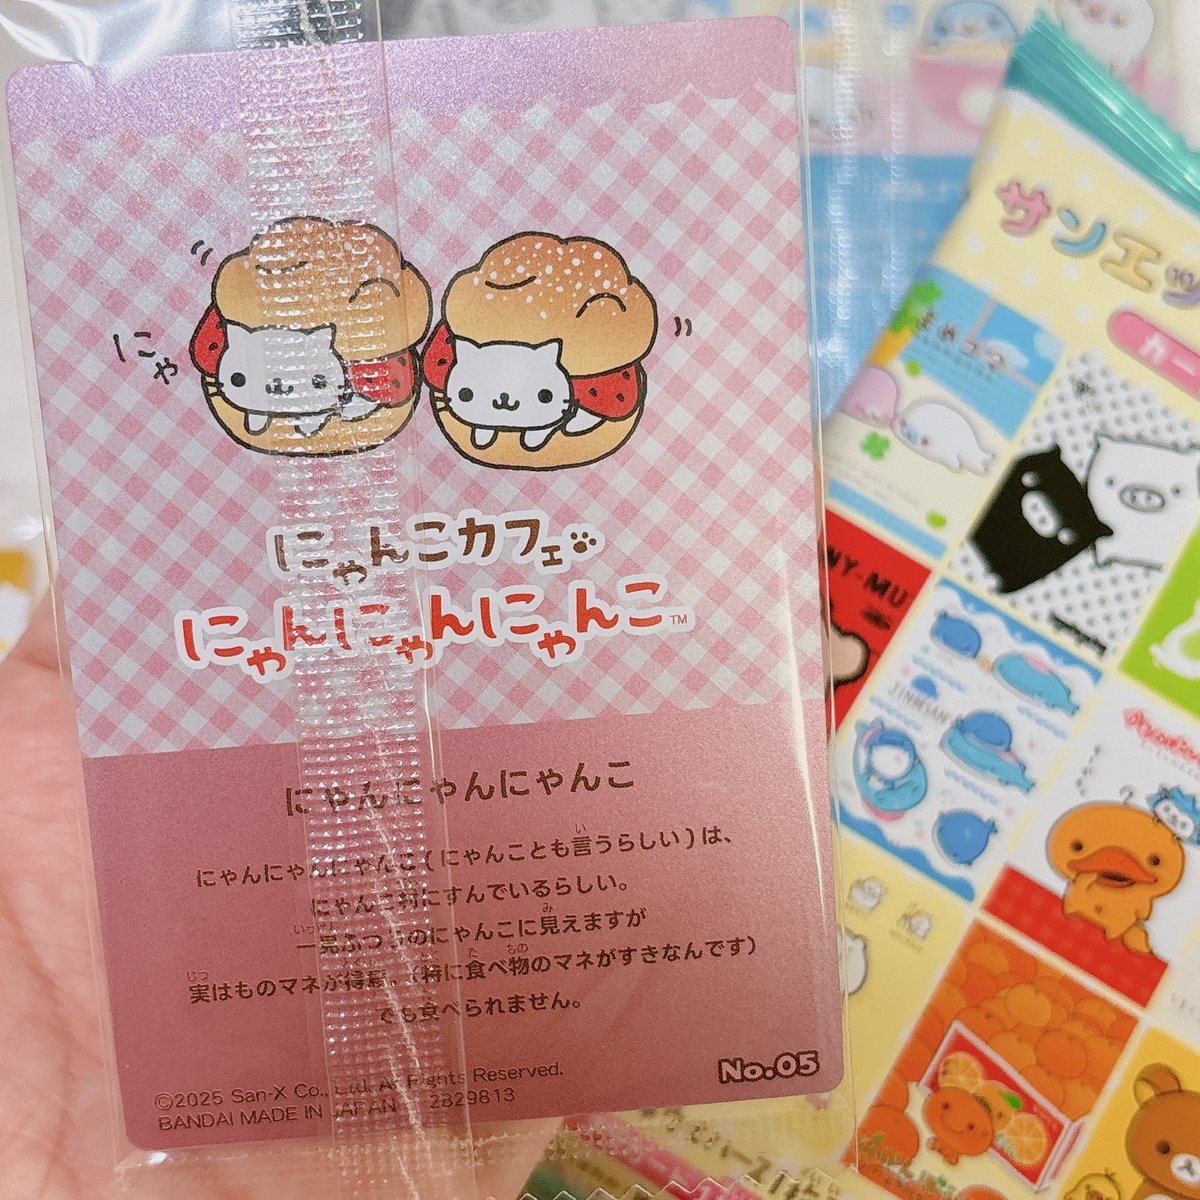 にゃ
にゃんこカフェ
にゃんにゃんにゃんこ™
にゃんにゃんにゃんこ
にゃんにゃんにゃんこ(にゃんことも言うらしい)は、
にゃんこ村にすんでいるらしい。
一見ふつうのにゃんこに見えますが
実はものマネが得意。(特に食べ物のマネがすきなんです)
でも食べられません。
No.05
©2025 San-X Co., Ltd. All Rights Reserved.
BANDAI MADE IN JAPAN 2829813
サンエッ
NY-MU
JINBESAN